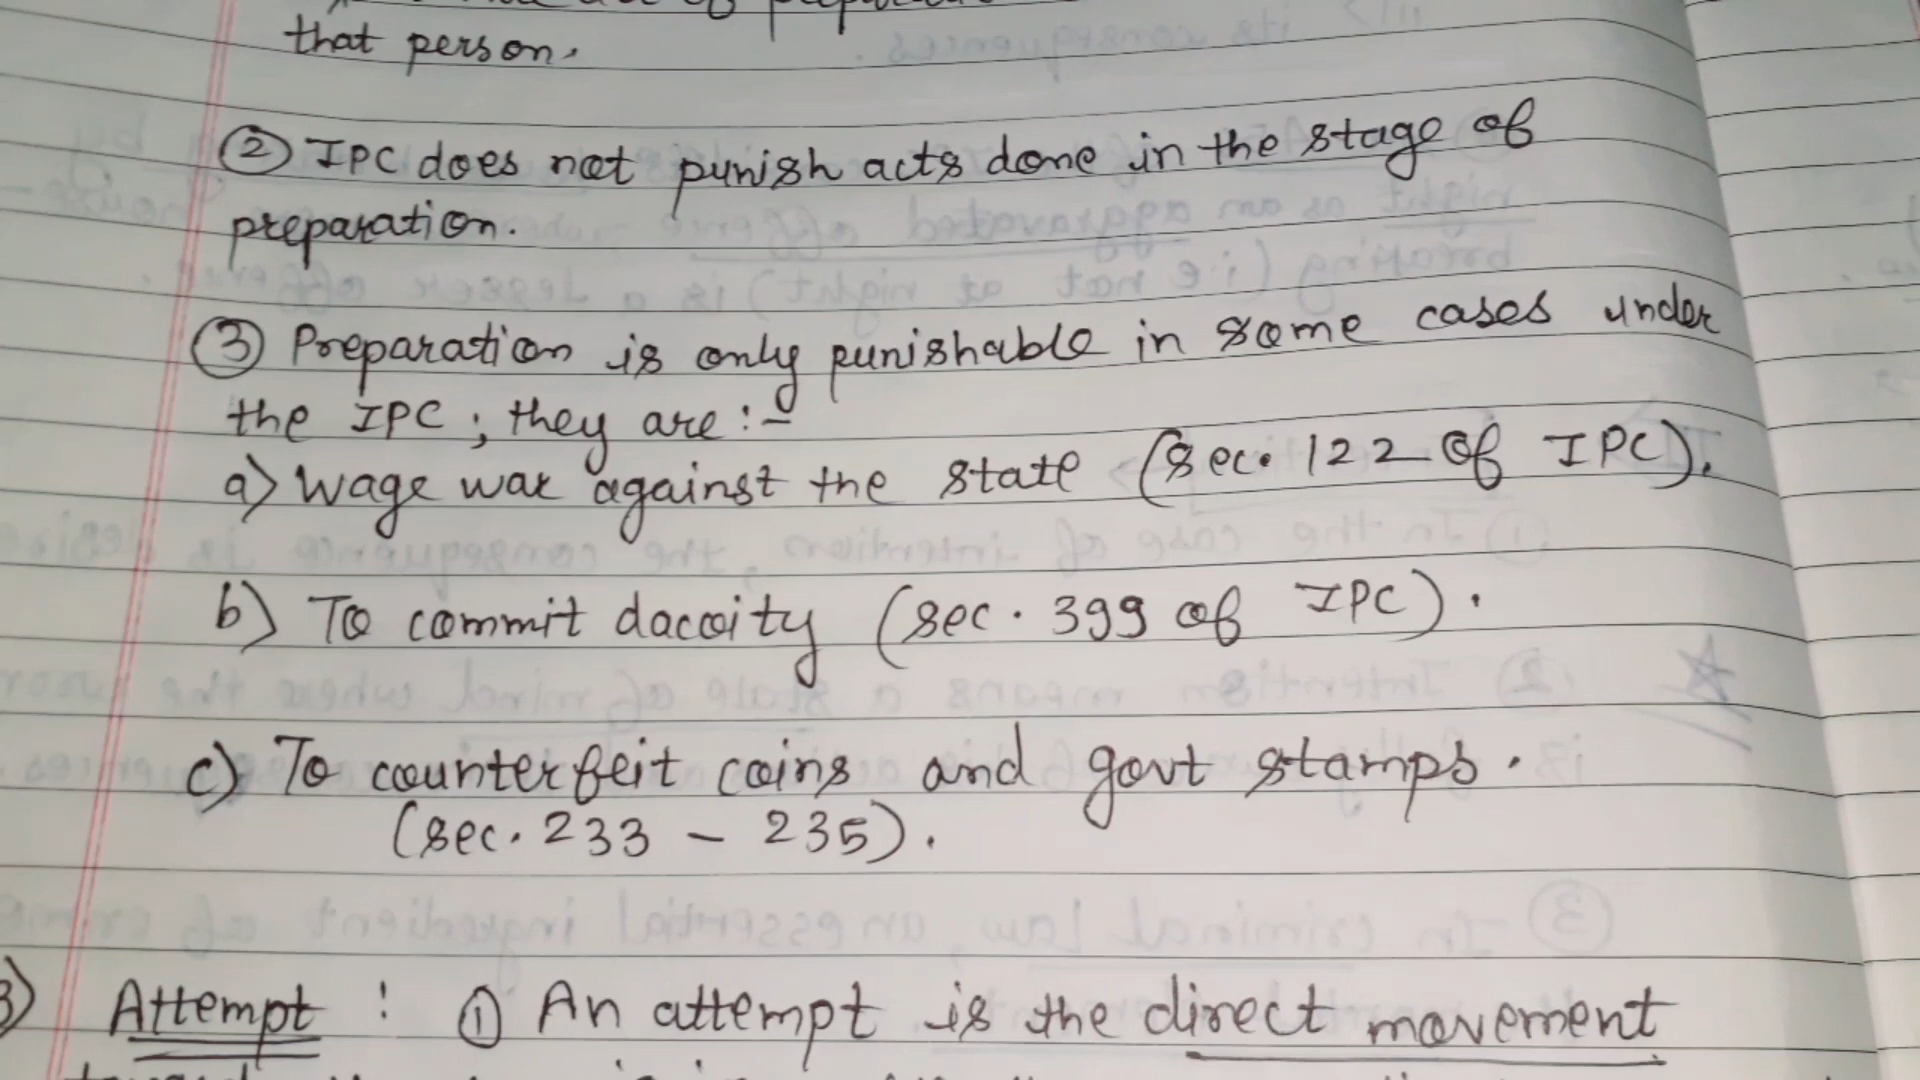 that person.
② IPC does not punish acts done in the stage of
preparation.
③ Preparation is only punishable in some cases under
the IPC; they are:-
a) Wage war against the state (sec. 122 of IPC).
b) To commit dacoity (sec. 399 of IPC).
c) To counterfeit coins and govt stamps.
(sec. 233 - 235).
3) Attempt : ① An attempt is the direct movement